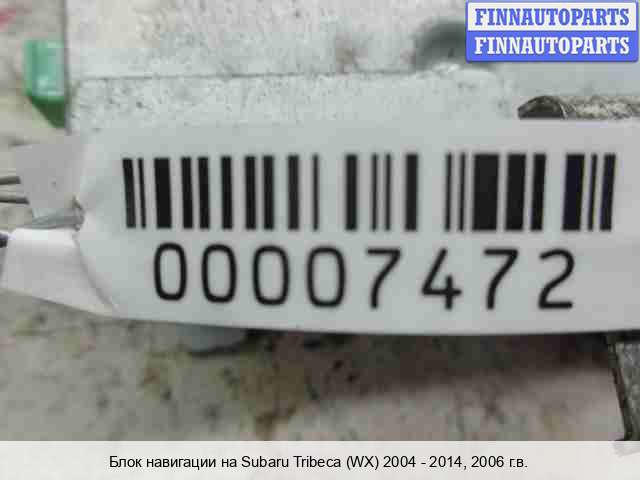 FINNAUTOPARTS
FINNAUTOPARTS
00007472
Блок навигации на Subaru Tribeca (WX) 2004 - 2014, 2006 г.в.